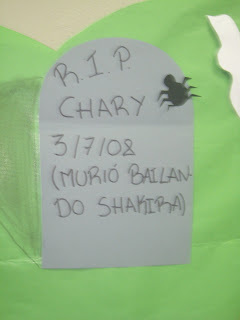 R.I.P.
CHARY
3/7/08
(MURIÓ BAILAN-
DO SHAKIRA)